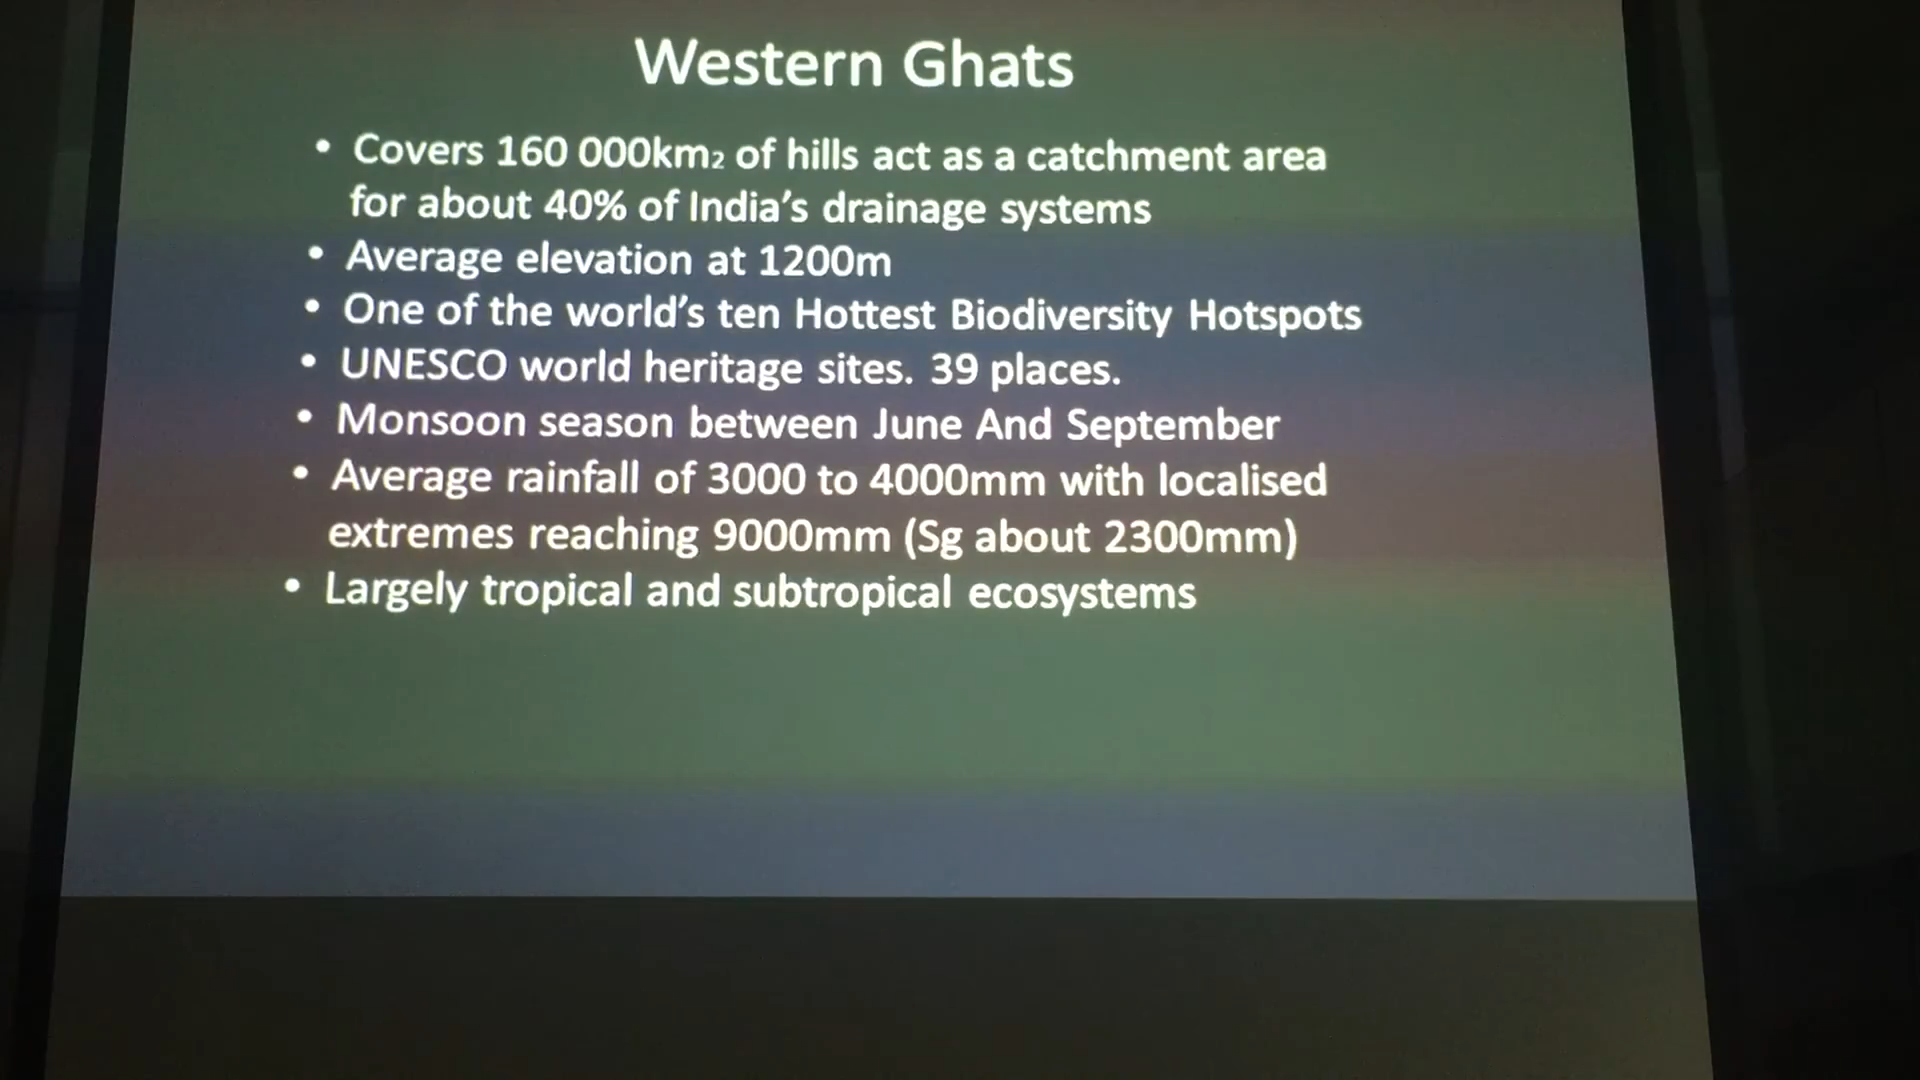 Western Ghats
• Covers 160 000km₂ of hills act as a catchment area
for about 40% of India’s drainage systems
• Average elevation at 1200m
• One of the world’s ten Hottest Biodiversity Hotspots
• UNESCO world heritage sites. 39 places.
• Monsoon season between June And September
• Average rainfall of 3000 to 4000mm with localised
extremes reaching 9000mm (Sg about 2300mm)
• Largely tropical and subtropical ecosystems